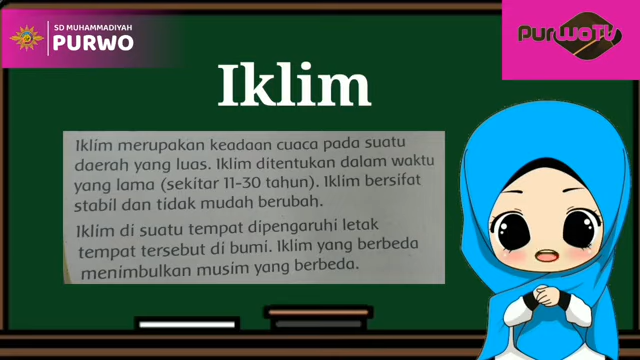 SD MUHAMMADIYAH
PURWO
PurwoTv
Iklim
Iklim merupakan keadaan cuaca pada suatu
daerah yang luas. Iklim ditentukan dalam waktu
yang lama (sekitar 11-30 tahun). Iklim bersifat
stabil dan tidak mudah berubah.
Iklim di suatu tempat dipengaruhi letak
tempat tersebut di bumi. Iklim yang berbeda
menimbulkan musim yang berbeda.